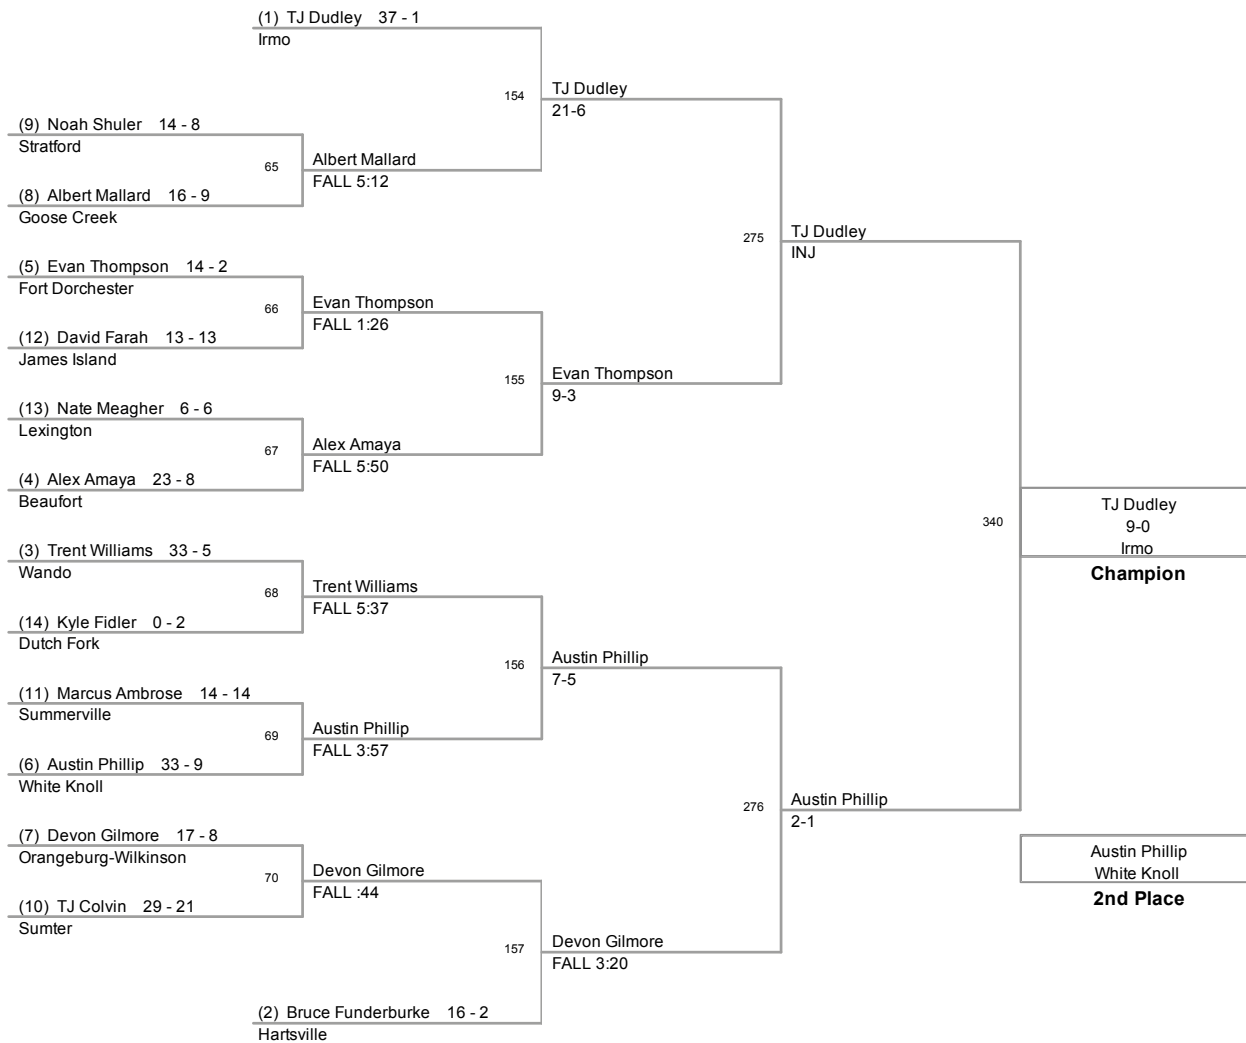 (1) TJ Dudley 37 - 1
Irmo
154
TJ Dudley
21-6
(9) Noah Shuler 14 - 8
Stratford
65
Albert Mallard
FALL 5:12
(8) Albert Mallard 16 - 9
Goose Creek
275
TJ Dudley
INJ
(5) Evan Thompson 14 - 2
Fort Dorchester
66
Evan Thompson
FALL 1:26
(12) David Farah 13 - 13
James Island
155
Evan Thompson
9-3
(13) Nate Meagher 6 - 6
Lexington
67
Alex Amaya
FALL 5:50
(4) Alex Amaya 23 - 8
Beaufort
340
TJ Dudley
9-0
Irmo
Champion
(3) Trent Williams 33 - 5
Wando
68
Trent Williams
FALL 5:37
(14) Kyle Fidler 0 - 2
Dutch Fork
156
Austin Phillip
7-5
(11) Marcus Ambrose 14 - 14
Summerville
69
Austin Phillip
FALL 3:57
(6) Austin Phillip 33 - 9
White Knoll
276
Austin Phillip
2-1
(7) Devon Gilmore 17 - 8
Orangeburg-Wilkinson
70
Devon Gilmore
FALL :44
(10) TJ Colvin 29 - 21
Sumter
Austin Phillip
White Knoll
2nd Place
157
Devon Gilmore
FALL 3:20
(2) Bruce Funderburke 16 - 2
Hartsville